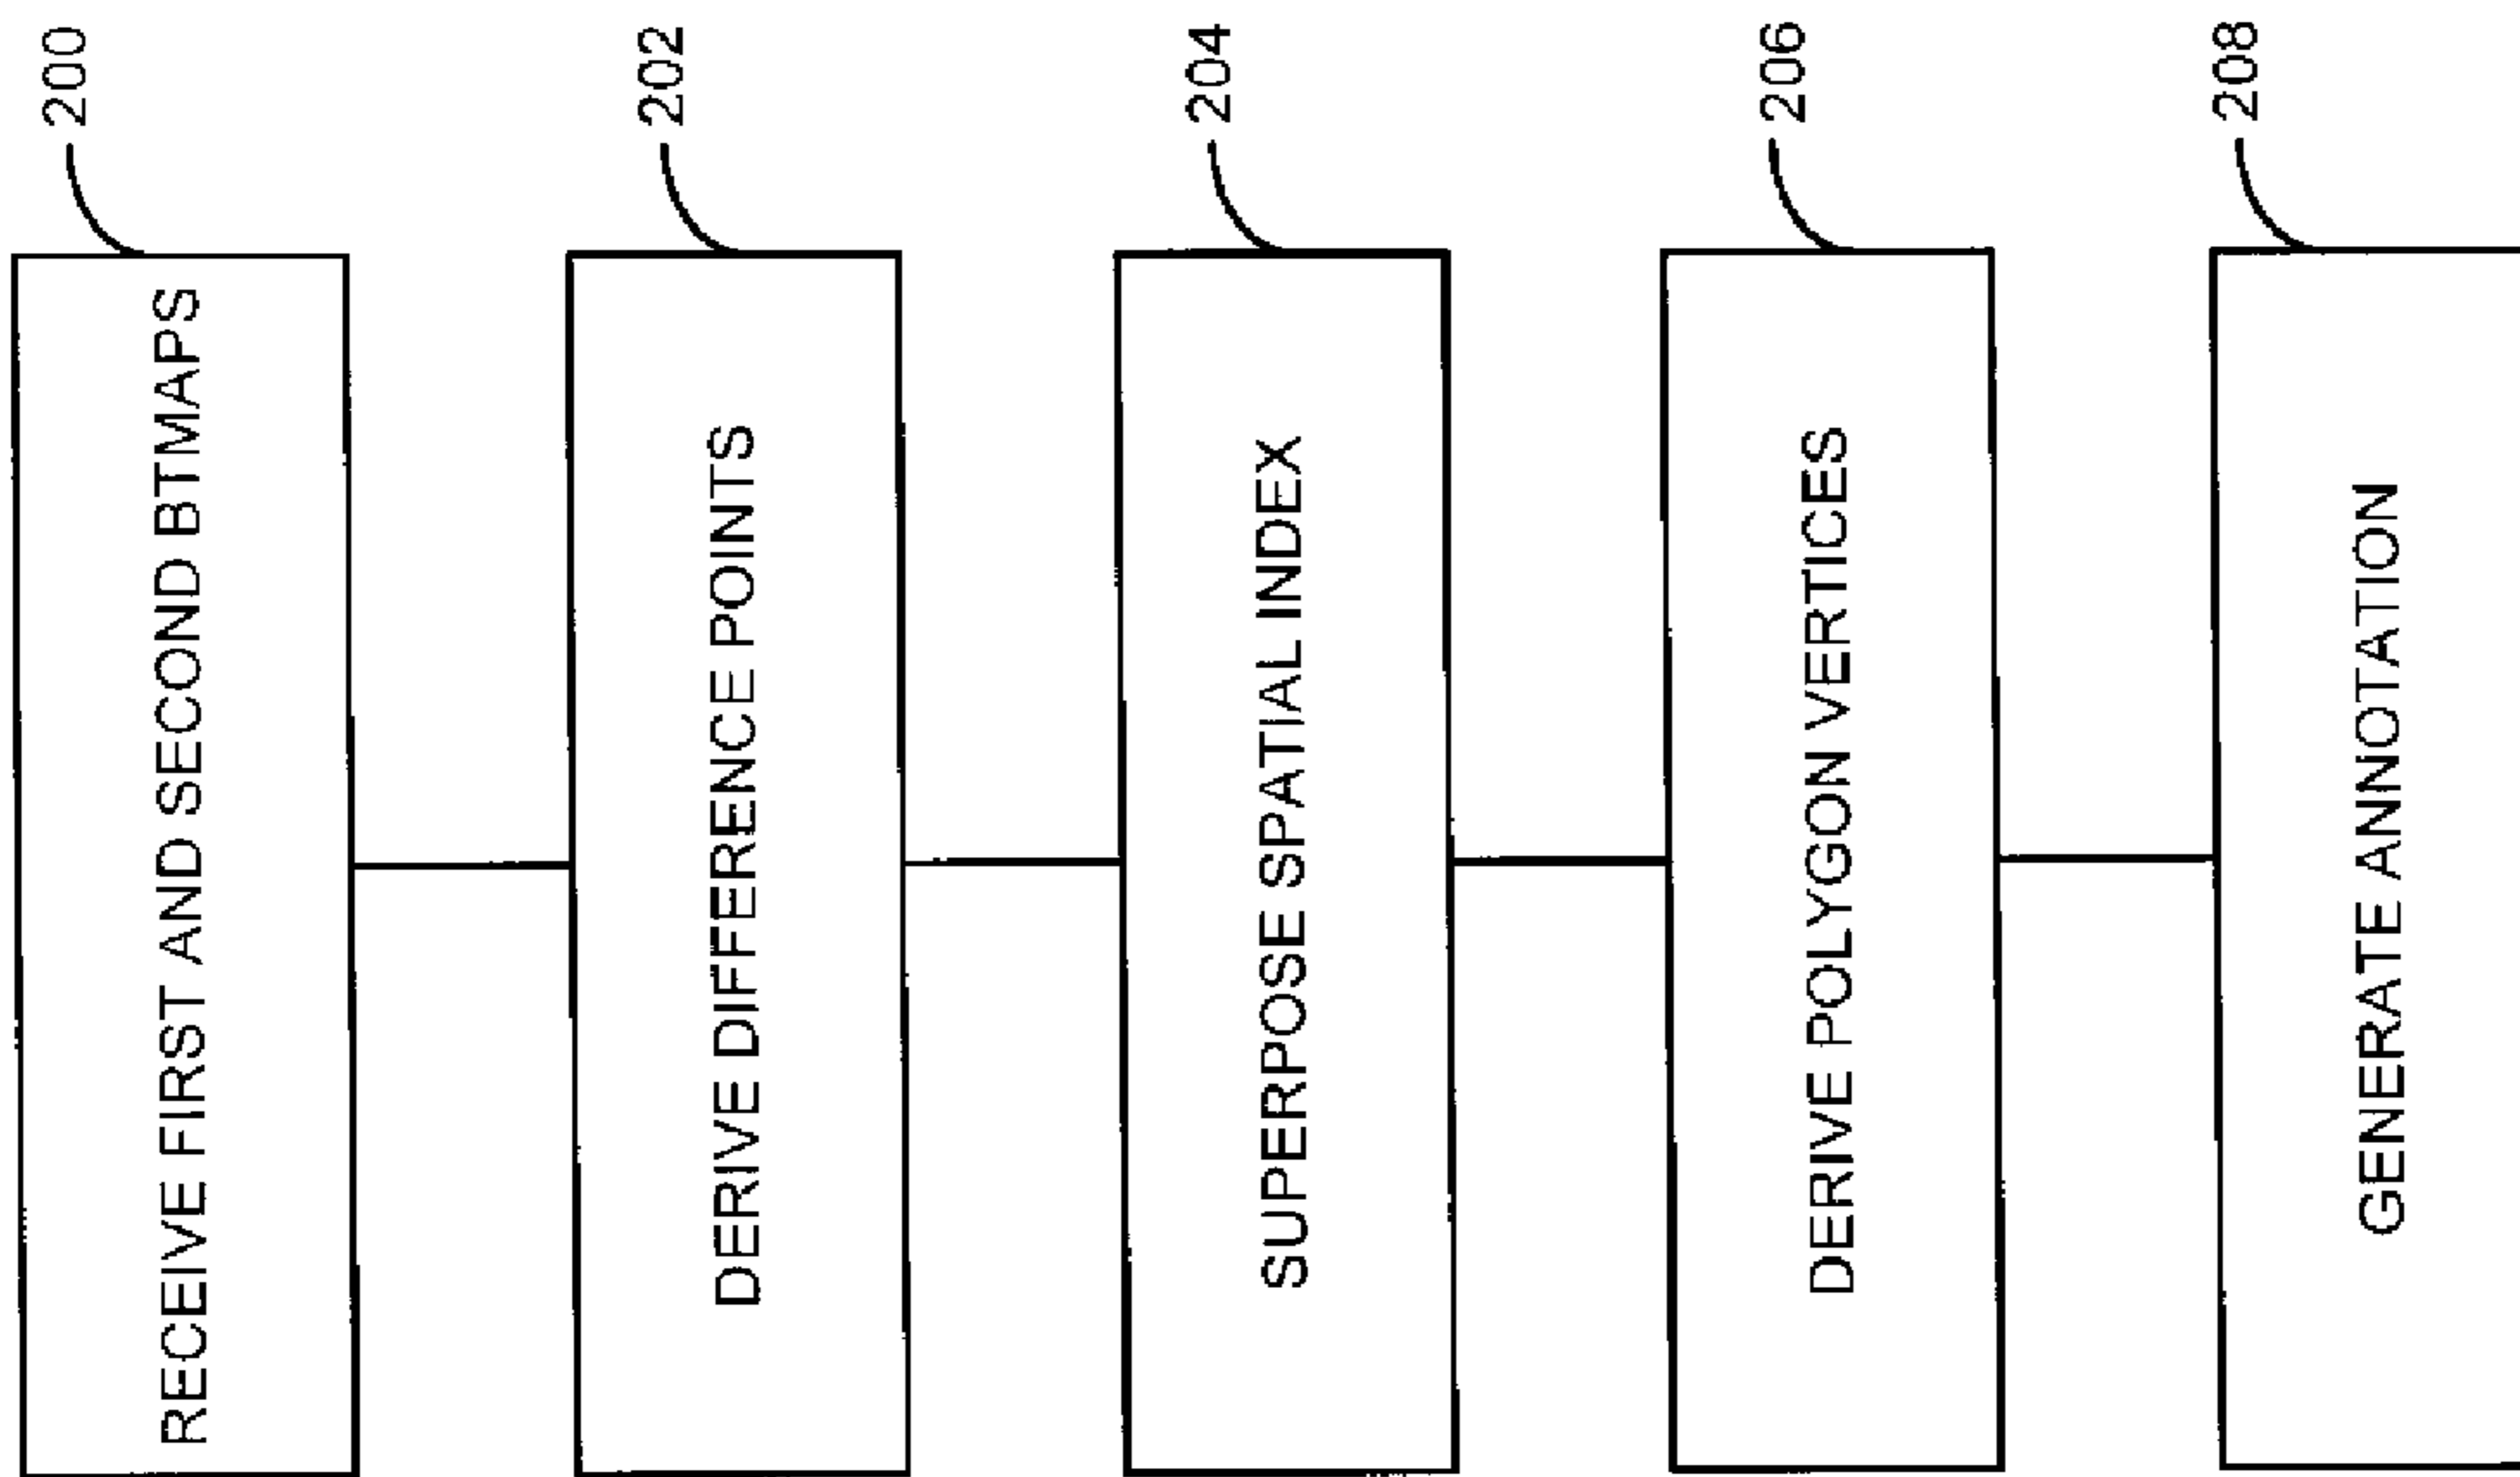 RECEIVE FIRST AND SECOND BTMAPS
200
DERIVE DIFFERENCE POINTS
202
SUPERPOSE SPATIAL INDEX
204
DERIVE POLYGON VERTICES
206
GENERATE ANNOTATION
208